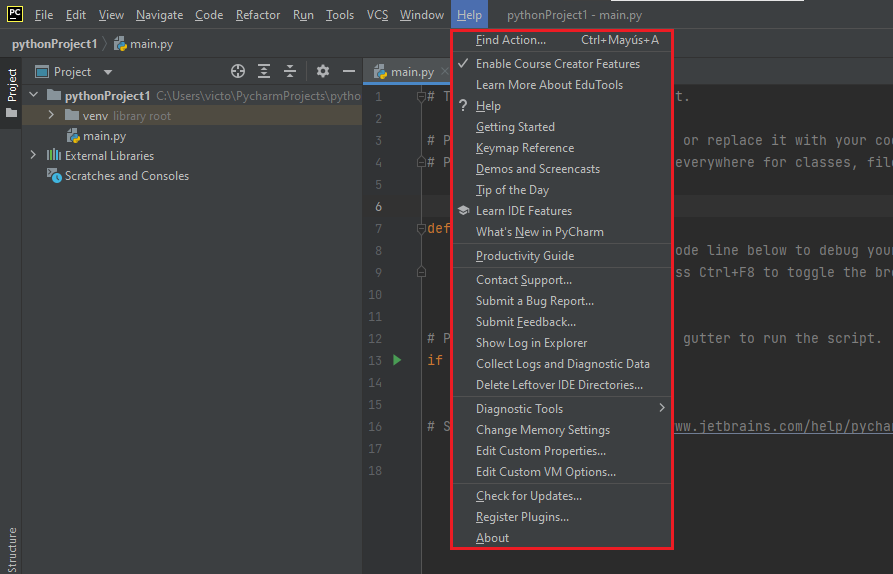 PC File Edit View Navigate Code Refactor Run Tools VCS Window Help pythonProject1 - main.py
pythonProject1 main.py
Project
Project
pythonProject1 C:\Users\victo\PycharmProjects\pytho
venv library root
main.py
External Libraries
Scratches and Consoles
Structure
main.py
1 # T t.
2
3 # P or replace it with your co
4 # P everywhere for classes, fil
5
6
7 def
8 ode line below to debug your
9 ss Ctrl+F8 to toggle the bre
10
11
12 # P gutter to run the script.
13 if
14
15
16 # S ww.jetbrains.com/help/pychar
17
18
Find Action... Ctrl+Mayús+A
Enable Course Creator Features
Learn More About EduTools
? Help
Getting Started
Keymap Reference
Demos and Screencasts
Tip of the Day
Learn IDE Features
What's New in PyCharm
Productivity Guide
Contact Support...
Submit a Bug Report...
Submit Feedback...
Show Log in Explorer
Collect Logs and Diagnostic Data
Delete Leftover IDE Directories...
Diagnostic Tools
Change Memory Settings
Edit Custom Properties...
Edit Custom VM Options...
Check for Updates...
Register Plugins...
About